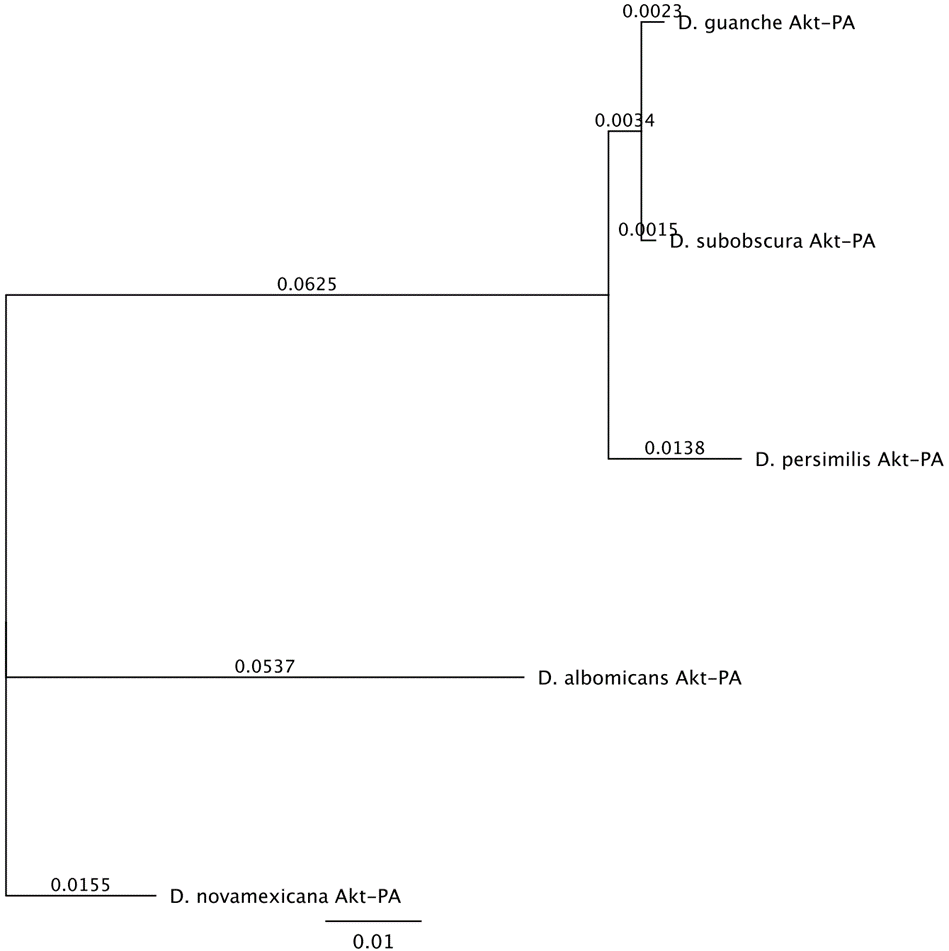 0.0023
D. guanche Akt-PA
0.0034
0.0015
D. subobscura Akt-PA
0.0625
0.0138
D. persimilis Akt-PA
0.0537
D. albomicans Akt-PA
0.0155
D. novamexicana Akt-PA
0.01